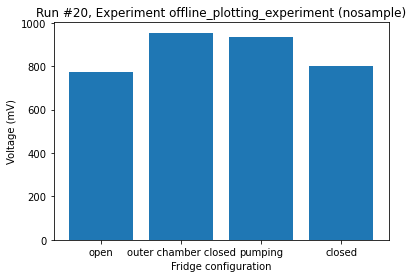 Run #20, Experiment offline_plotting_experiment (nosample)
1000
800
600
400
200
0
Voltage (mV)
open outer chamber closed pumping closed
Fridge configuration